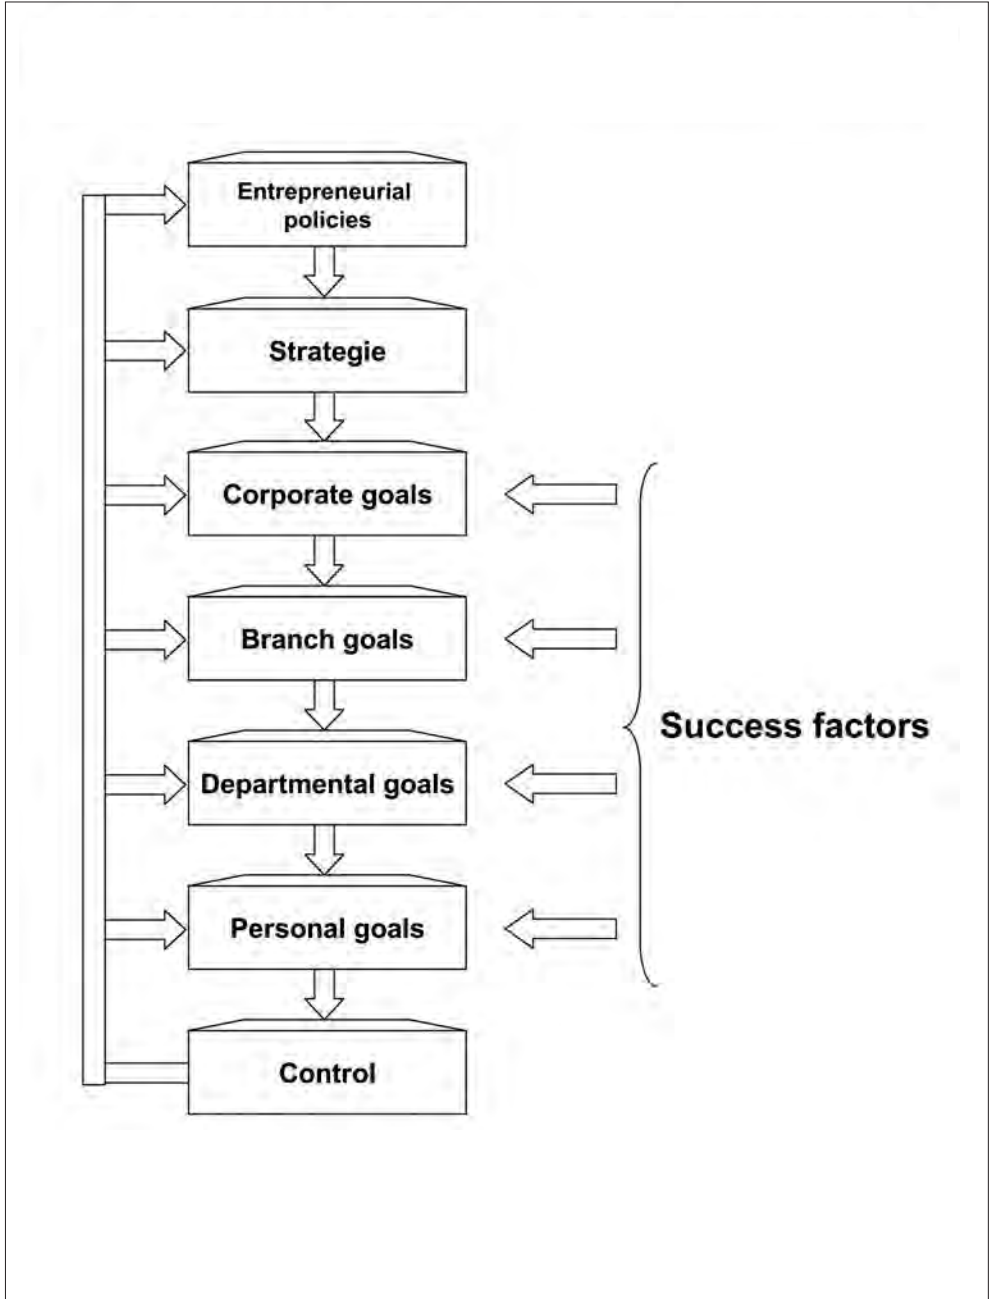 Entrepreneurial
policies
Strategie
Corporate goals
Branch goals
Success factors
Departmental goals
Personal goals
Control